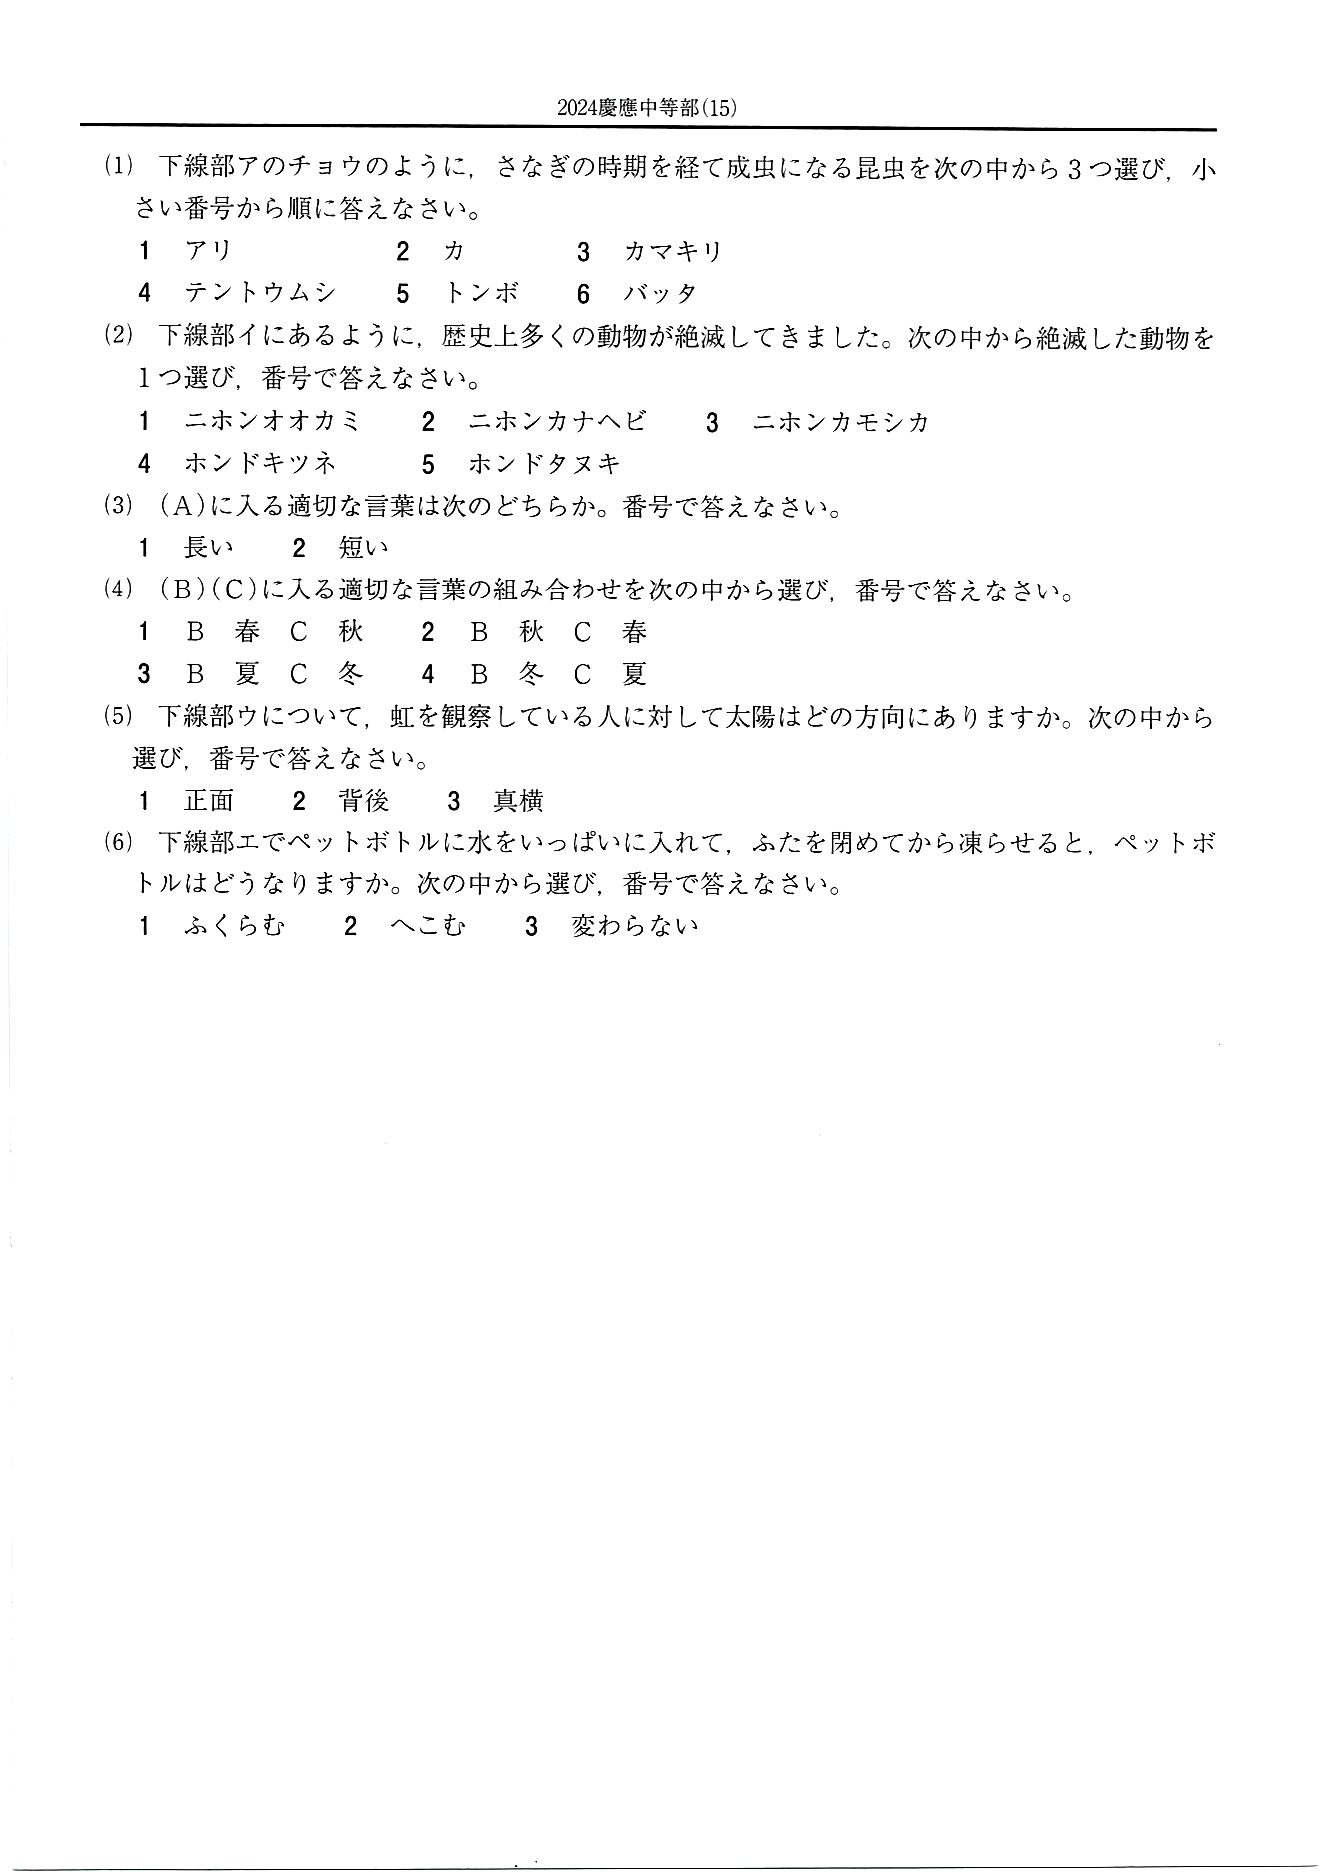 2024慶應中等部(15)
(1) 下線部アのチョウのように，さなぎの時期を経て成虫になる昆虫を次の中から３つ選び，小
さい番号から順に答えなさい。
1 アリ 2 カ 3 カマキリ
4 テントウムシ 5 トンボ 6 バッタ
(2) 下線部イにあるように，歴史上多くの動物が絶滅してきました。次の中から絶滅した動物を
１つ選び，番号で答えなさい。
1 ニホンオオカミ 2 ニホンカナヘビ 3 ニホンカモシカ
4 ホンドキツネ 5 ホンドタヌキ
(3) （Ａ）に入る適切な言葉は次のどちらか。番号で答えなさい。
1 長い 2 短い
(4) （Ｂ）（Ｃ）に入る適切な言葉の組み合わせを次の中から選び，番号で答えなさい。
1 Ｂ 春 Ｃ 秋 2 Ｂ 秋 Ｃ 春
3 Ｂ 夏 Ｃ 冬 4 Ｂ 冬 Ｃ 夏
(5) 下線部ウについて，虹を観察している人に対して太陽はどの方向にありますか。次の中から
選び，番号で答えなさい。
1 正面 2 背後 3 真横
(6) 下線部エでペットボトルに水をいっぱいに入れて，ふたを閉めてから凍らせると，ペットボ
トルはどうなりますか。次の中から選び，番号で答えなさい。
1 ふくらむ 2 へこむ 3 変わらない